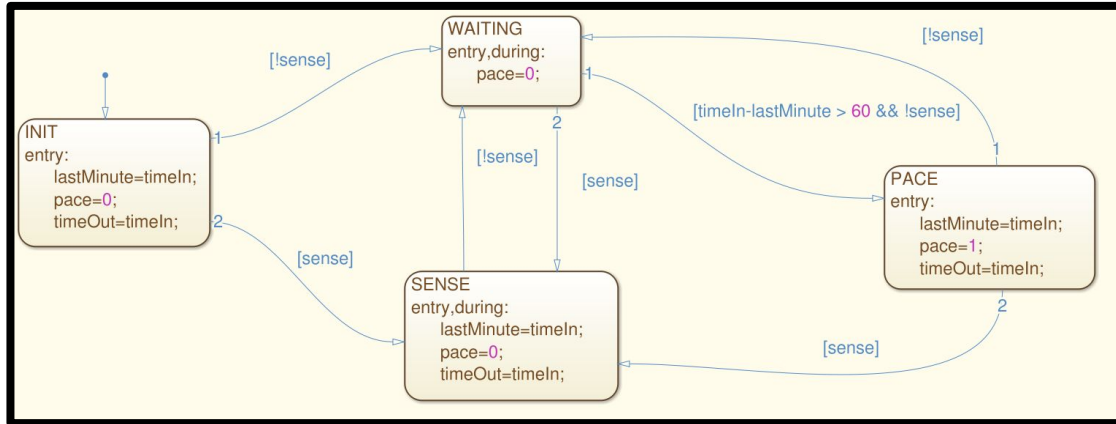 WAITING
entry,during:
pace=0;
[!sense]
1
[!sense]
1
2
[timeIn-lastMinute > 60 && !sense]
INIT
entry:
lastMinute=timeIn;
pace=0;
timeOut=timeIn;
1
2
[!sense]
[sense]
1
PACE
entry:
lastMinute=timeIn;
pace=1;
timeOut=timeIn;
2
[sense]
SENSE
entry,during:
lastMinute=timeIn;
pace=0;
timeOut=timeIn;
[sense]